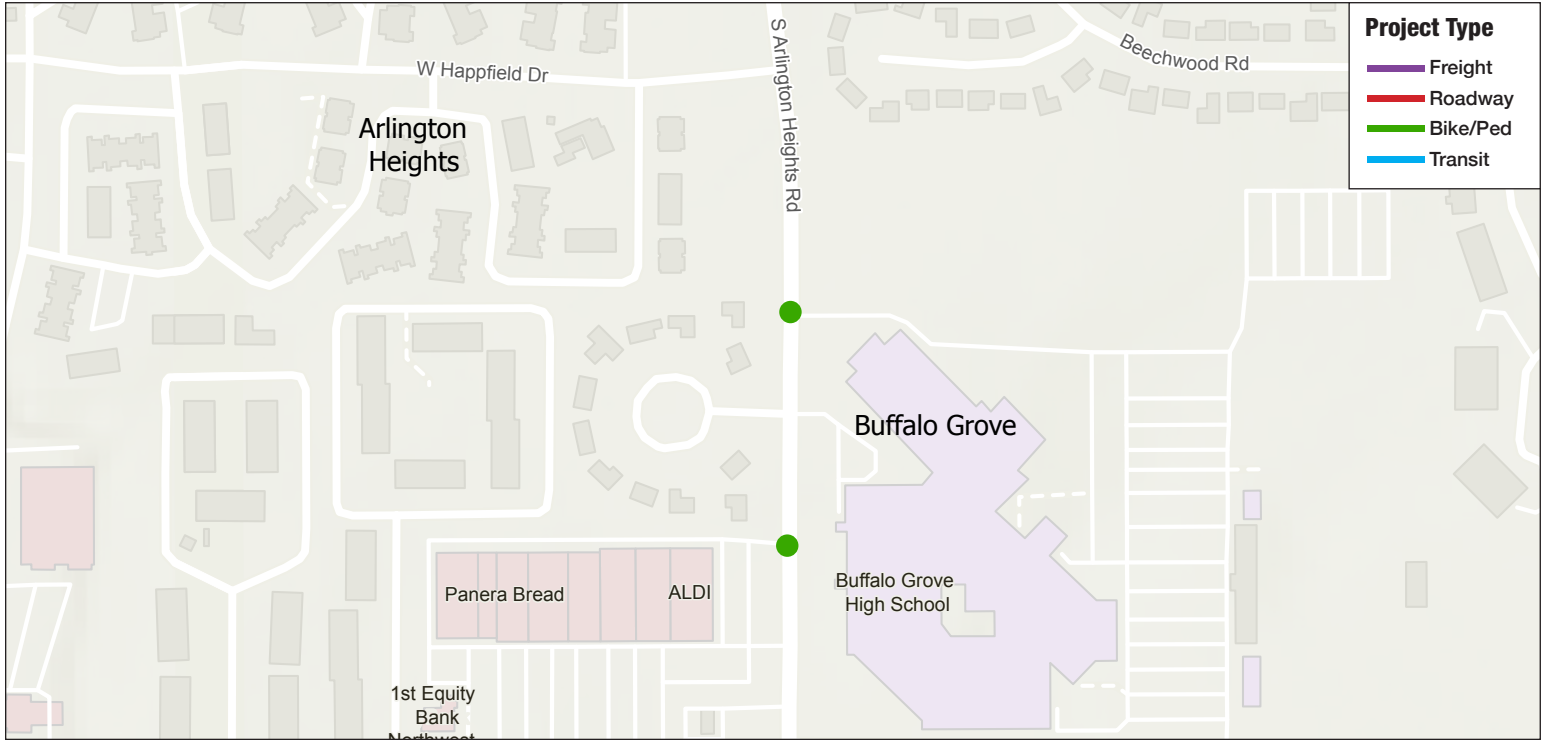 S Arlington Heights Rd
W Happfield Dr
Beechwood Rd
Project Type
Freight
Roadway
Bike/Ped
Transit
Arlington
Heights
Buffalo Grove
Panera Bread
ALDI
Buffalo Grove
High School
1st Equity
Bank
Northwest